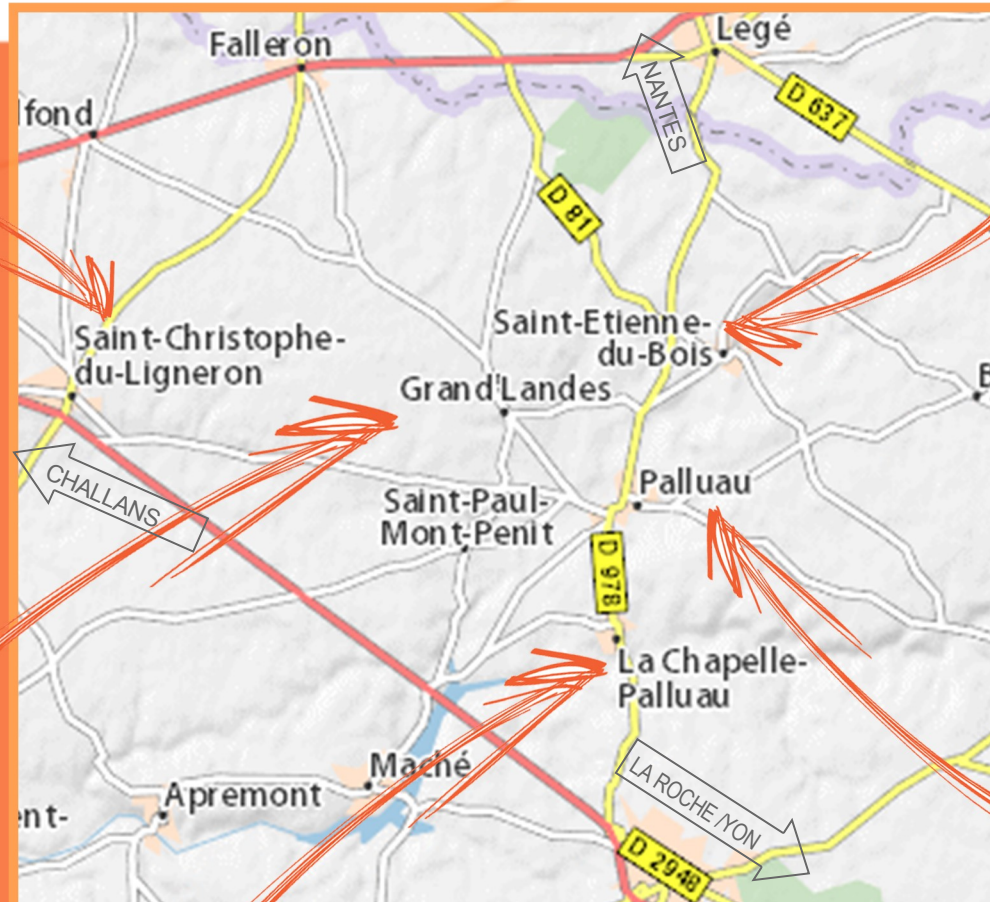 Legé
Falleron
lfond
NANTES
D 637
D 81
Saint-Etienne-
du-Bois
Saint-Christophe-
du-Ligneron
Grand'Landes
CHALLANS
Palluau
Saint-Paul-
Mont-Penit
D 978
La Chapelle-
Palluau
LA ROCHE /YON
Maché
Apremont
ent-
D 2948